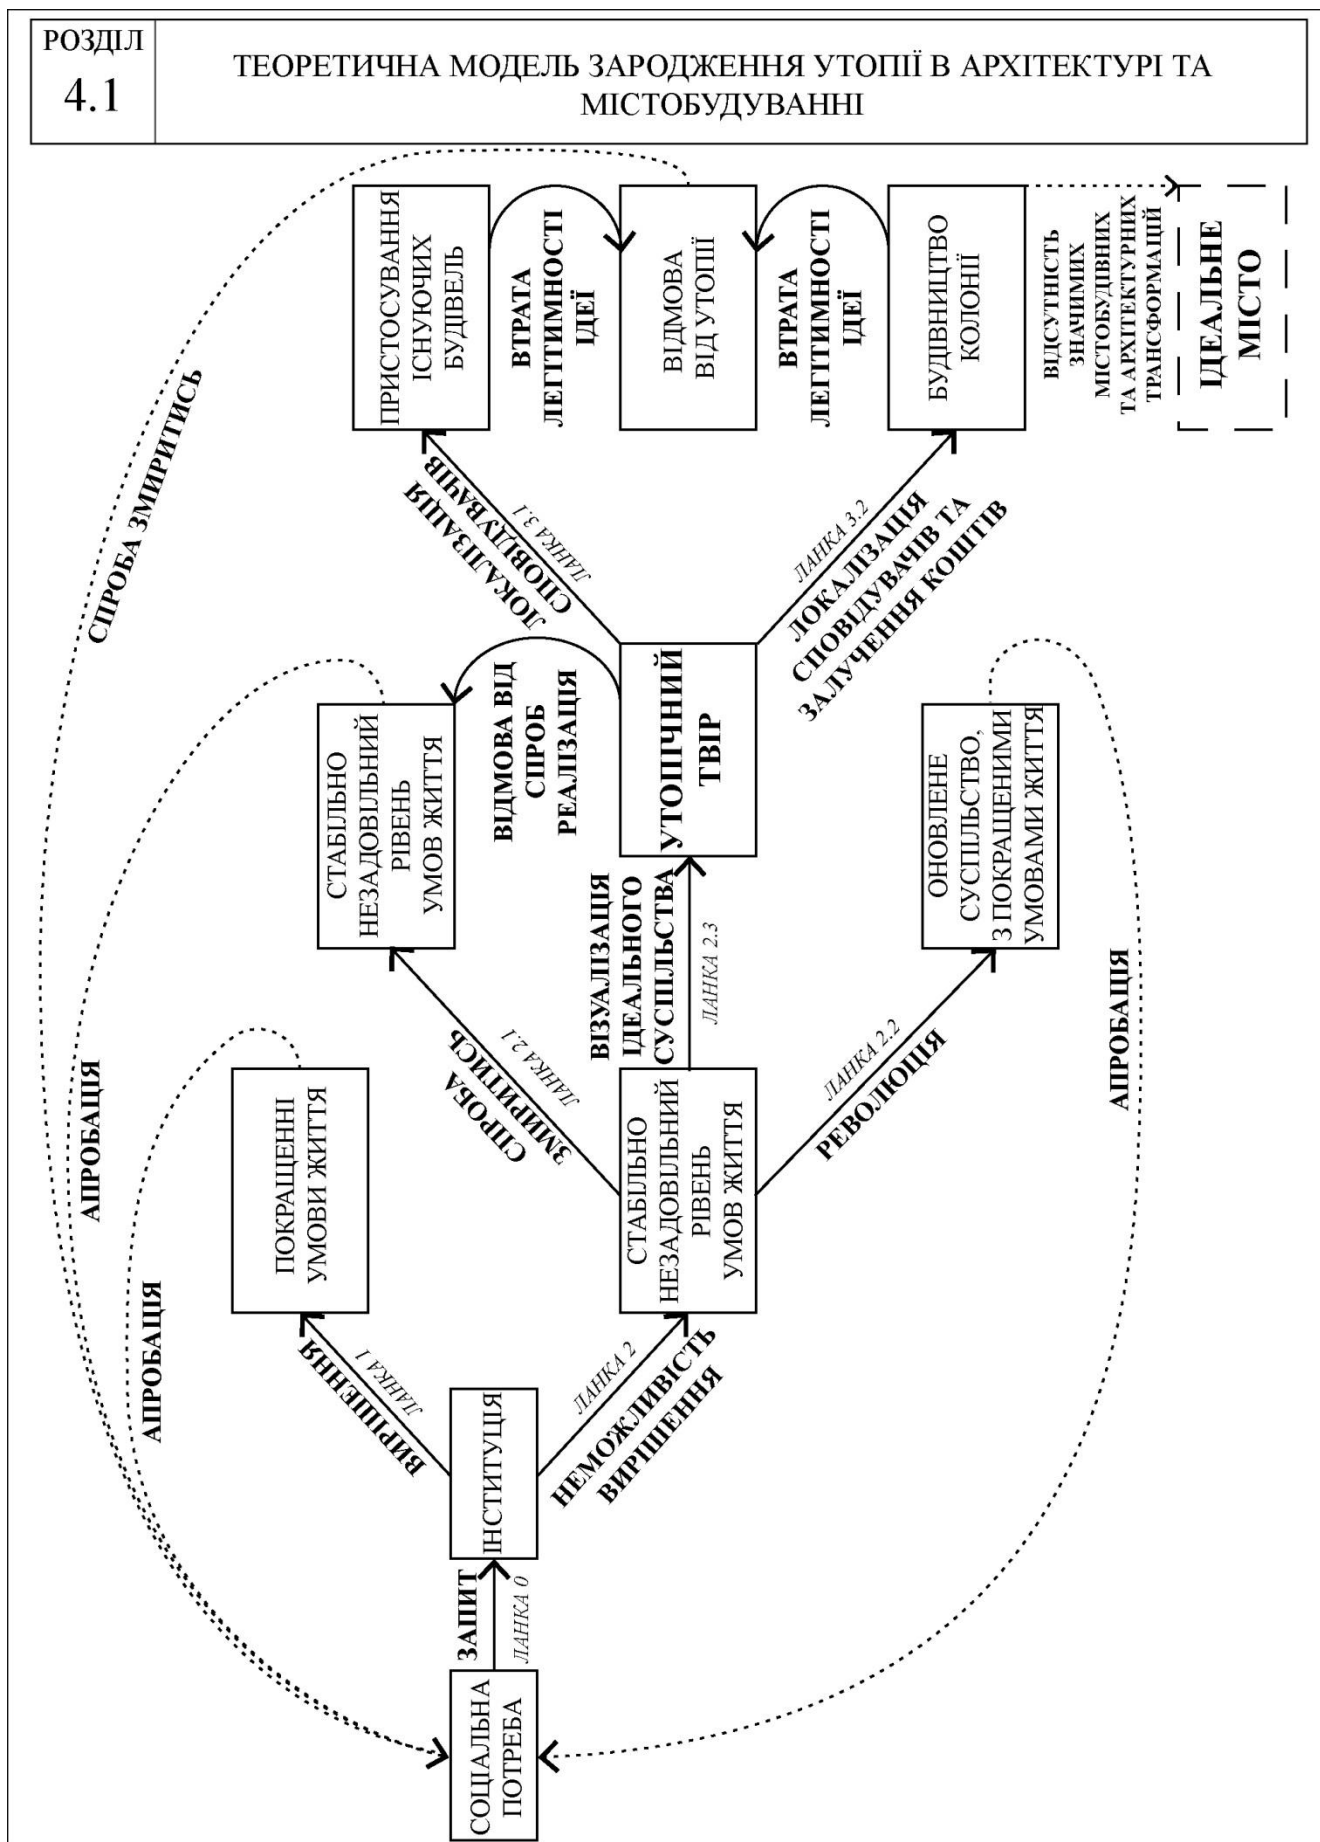 РОЗДІЛ
4.1
ТЕОРЕТИЧНА МОДЕЛЬ ЗАРОДЖЕННЯ УТОПІЇ В АРХІТЕКТУРІ ТА
МІСТОБУДУВАННІ
СОЦІАЛЬНА
ПОТРЕБА
ЗАПИТ
ЛАНКА 0
ІНСТИТУЦІЯ
ВИРІШЕННЯ
ЛАНКА 1
ПОКРАЩЕННІ
УМОВИ ЖИТТЯ
АПРОБАЦІЯ
ЛАНКА 2
НЕМОЖЛИВІСТЬ
ВИРІШЕННЯ
СТАБІЛЬНО
НЕЗАДОВІЛЬНИЙ
РІВЕНЬ
УМОВ ЖИТТЯ
СПРОБА
ЗМИРИТИСЬ
ЛАНКА 2.1
СТАБІЛЬНО
НЕЗАДОВІЛЬНИЙ
РІВЕНЬ
УМОВ ЖИТТЯ
АПРОБАЦІЯ
ВІЗУАЛІЗАЦІЯ
ІДЕАЛЬНОГО
СУСПІЛЬСТВА
ЛАНКА 2.3
УТОПІЧНИЙ
ТВІР
ВІДМОВА ВІД
СПРОБ
РЕАЛІЗАЦІЯ
ЛАНКА 2.2
РЕВОЛЮЦІЯ
ОНОВЛЕНЕ
СУСПІЛЬСТВО,
З ПОКРАЩЕНИМИ
УМОВАМИ ЖИТТЯ
АПРОБАЦІЯ
ЛОКАЛІЗАЦІЯ
СПОВІДУВАЧІВ
ЛАНКА 3.1
ПРИСТОСУВАННЯ
ІСНУЮЧИХ
БУДІВЕЛЬ
ВТРАТА
ЛЕГІТИМНОСТІ
ІДЕЇ
ВІДМОВА
ВІД УТОПІЇ
СПРОБА ЗМИРИТИСЬ
ВТРАТА
ЛЕГІТИМНОСТІ
ІДЕЇ
ЛАНКА 3.2
ЛОКАЛІЗАЦІЯ
СПОВІДУВАЧІВ ТА
ЗАЛУЧЕННЯ КОШТІВ
БУДІВНИЦТВО
КОЛОНІЇ
ВІДСУТНІСТЬ
ЗНАЧИМИХ
МІСТОБУДІВНИХ
ТА АРХІТЕКТУРНИХ
ТРАНСФОРМАЦІЙ
ІДЕАЛЬНЕ
МІСТО